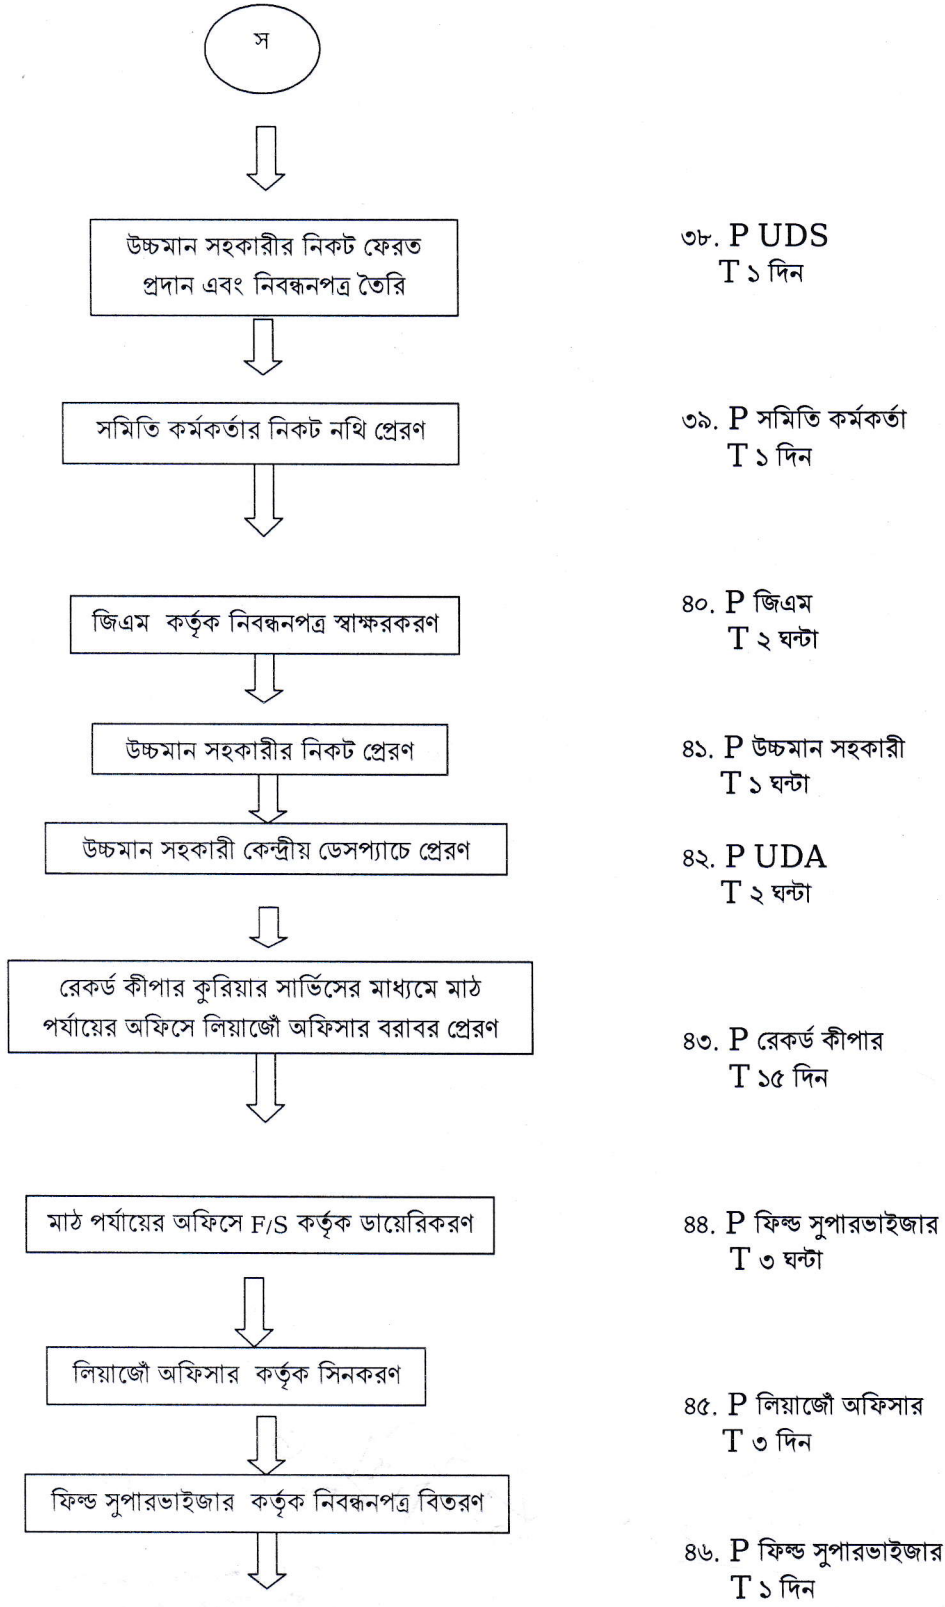 স
উচ্চমান সহকারীর নিকট ফেরত
প্রদান এবং নিবন্ধনপত্র তৈরি
৩৮. P UDS
T ১ দিন
সমিতি কর্মকর্তার নিকট নথি প্রেরণ
৩৯. P সমিতি কর্মকর্তা
T ১ দিন
জিএম কর্তৃক নিবন্ধনপত্র স্বাক্ষরকরণ
৪০. P জিএম
T ২ ঘন্টা
উচ্চমান সহকারীর নিকট প্রেরণ
৪১. P উচ্চমান সহকারী
T ১ ঘন্টা
উচ্চমান সহকারী কেন্দ্রীয় ডেসপ্যাচে প্রেরণ
৪২. P UDA
T ২ ঘন্টা
রেকর্ড কীপার কুরিয়ার সার্ভিসের মাধ্যমে মাঠ
পর্যায়ের অফিসে লিয়াজোঁ অফিসার বরাবর প্রেরণ
৪৩. P রেকর্ড কীপার
T ১৫ দিন
মাঠ পর্যায়ের অফিসে F/S কর্তৃক ডায়েরিকরণ
৪৪. P ফিল্ড সুপারভাইজার
T ৩ ঘন্টা
লিয়াজোঁ অফিসার কর্তৃক সিনকরণ
৪৫. P লিয়াজোঁ অফিসার
T ৩ দিন
ফিল্ড সুপারভাইজার কর্তৃক নিবন্ধনপত্র বিতরণ
৪৬. P ফিল্ড সুপারভাইজার
T ১ দিন